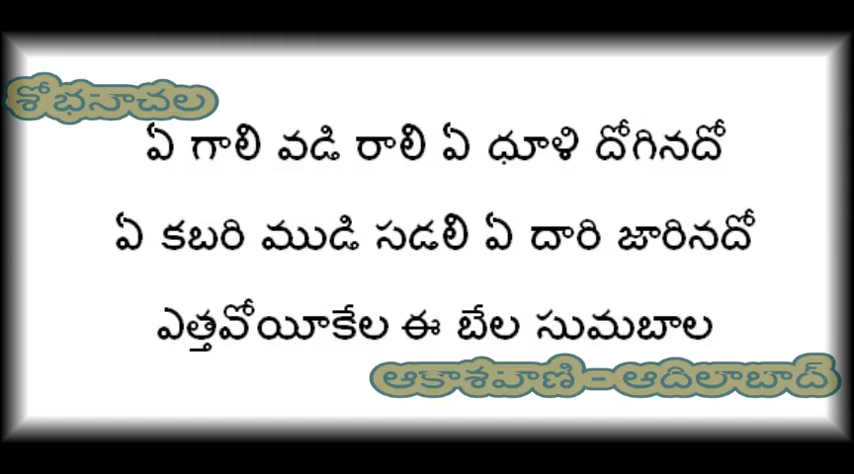 శోభనాచల
ఏ గాలి వడి రాలి ఏ ధూళి దోగినదో
ఏ కబరి ముడి సడలి ఏ దారి జారినదో
ఎత్తవోయీకేల ఈ బేల సుమబాల
ఆకాశవాణి - ఆదిలాబాద్